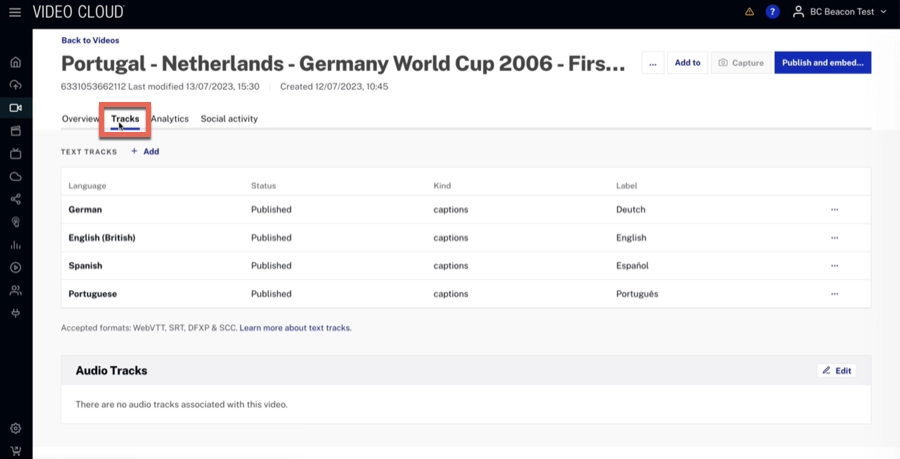 VIDEO CLOUD
BC Beacon Test
Back to Videos
Portugal - Netherlands - Germany World Cup 2006 - Firs...
... Add to Capture Publish and embed...
6331053662112 Last modified 13/07/2023, 15:30 Created 12/07/2023, 10:45
Overview Tracks Analytics Social activity
TEXT TRACKS + Add
Language Status Kind Label
German Published captions Deutch ...
English (British) Published captions English ...
Spanish Published captions Español ...
Portuguese Published captions Português ...
Accepted formats: WebVTT, SRT, DFXP & SCC. Learn more about text tracks.
Audio Tracks Edit
There are no audio tracks associated with this video.